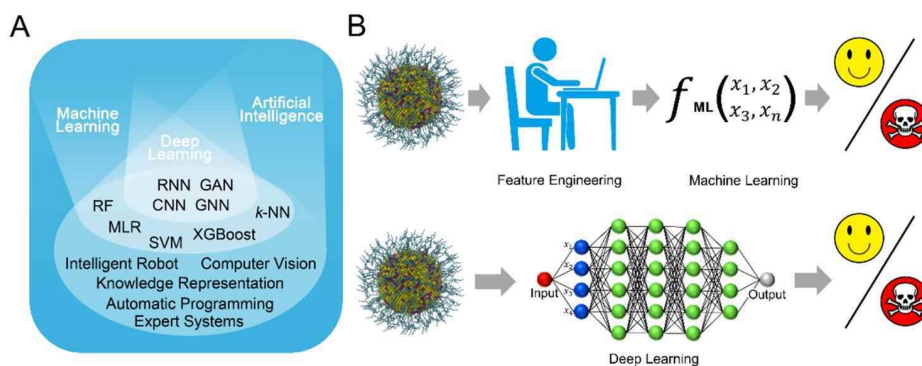 A
Machine
Learning
Artificial
Intelligence
Deep
Learning
RNN GAN
CNN GNN
RF
k-NN
MLR
XGBoost
SVM
Intelligent Robot Computer Vision
Knowledge Representation
Automatic Programming
Expert Systems
B
f ML ( x1, x2
x3, xn )
Feature Engineering
Machine Learning
x1
x2
x3
x4
Input
Output
Deep Learning